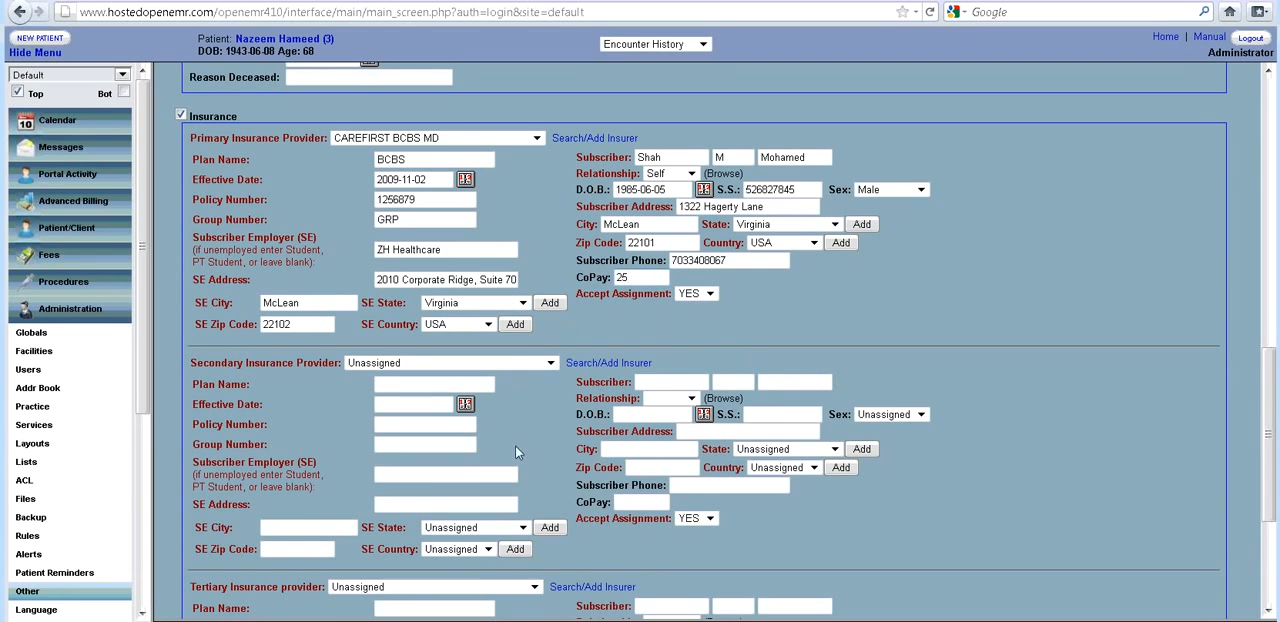 www.hostedopenemr.com/openemr410/interface/main/main_screen.php?auth=login&site=default
Google
NEW PATIENT
Hide Menu
Patient: Nazeem Hameed (3)
DOB: 1943-06-08 Age: 68
Encounter History
Home | Manual Logout
Administrator
Default
Top Bot
10 Calendar
Messages
Portal Activity
Advanced Billing
Patient/Client
Fees
Procedures
Administration
Globals
Facilities
Users
Addr Book
Practice
Services
Layouts
Lists
ACL
Files
Backup
Rules
Alerts
Patient Reminders
Other
Language
Reason Deceased:
Insurance
Primary Insurance Provider: CAREFIRST BCBS MD Search/Add Insurer
Plan Name: BCBS
Effective Date: 2009-11-02
Policy Number: 1256879
Group Number: GRP
Subscriber Employer (SE)
(if unemployed enter Student,
PT Student, or leave blank): ZH Healthcare
SE Address: 2010 Corporate Ridge, Suite 70
SE City: McLean SE State: Virginia Add
SE Zip Code: 22102 SE Country: USA Add
Subscriber: Shah M Mohamed
Relationship: Self (Browse)
D.O.B.: 1985-06-05 S.S.: 526827845 Sex: Male
Subscriber Address: 1322 Hagerty Lane
City: McLean State: Virginia Add
Zip Code: 22101 Country: USA Add
Subscriber Phone: 7033408067
CoPay: 25
Accept Assignment: YES
Secondary Insurance Provider: Unassigned Search/Add Insurer
Plan Name:
Effective Date:
Policy Number:
Group Number:
Subscriber Employer (SE)
(if unemployed enter Student,
PT Student, or leave blank):
SE Address:
SE City: SE State: Unassigned Add
SE Zip Code: SE Country: Unassigned Add
Subscriber:
Relationship: (Browse)
D.O.B.: S.S.: Sex: Unassigned
Subscriber Address:
City: State: Unassigned Add
Zip Code: Country: Unassigned Add
Subscriber Phone:
CoPay:
Accept Assignment: YES
Tertiary Insurance provider: Unassigned Search/Add Insurer
Plan Name:
Subscriber: